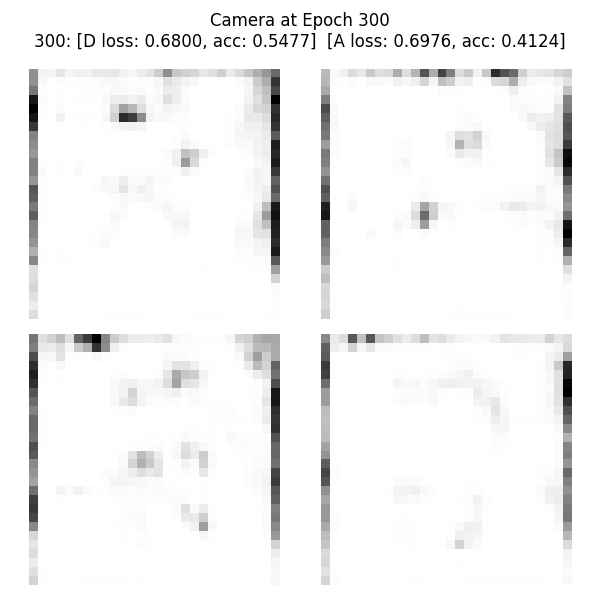 Camera at Epoch 300
300: [D loss: 0.6800, acc: 0.5477]  [A loss: 0.6976, acc: 0.4124]